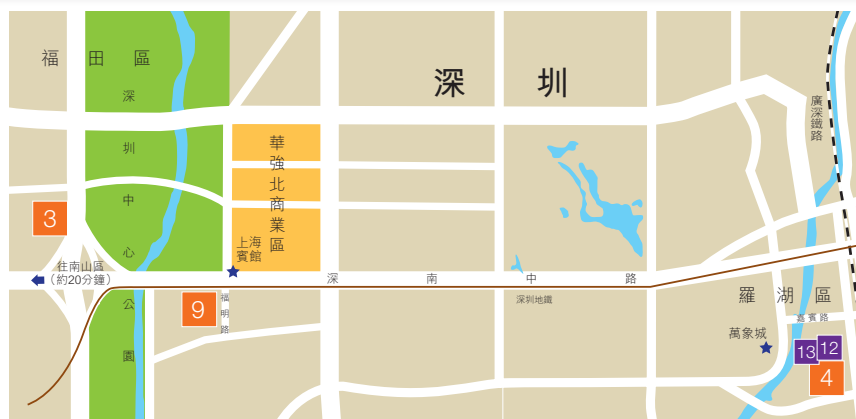 福田區
深圳
深圳中心公園
華強北商業區
廣深鐵路
3
上海
賓館
往南山區
（約20分鐘）
深南中路
9
福明路
深圳地鐵
羅湖區
嘉賓路
萬象城
13
12
4